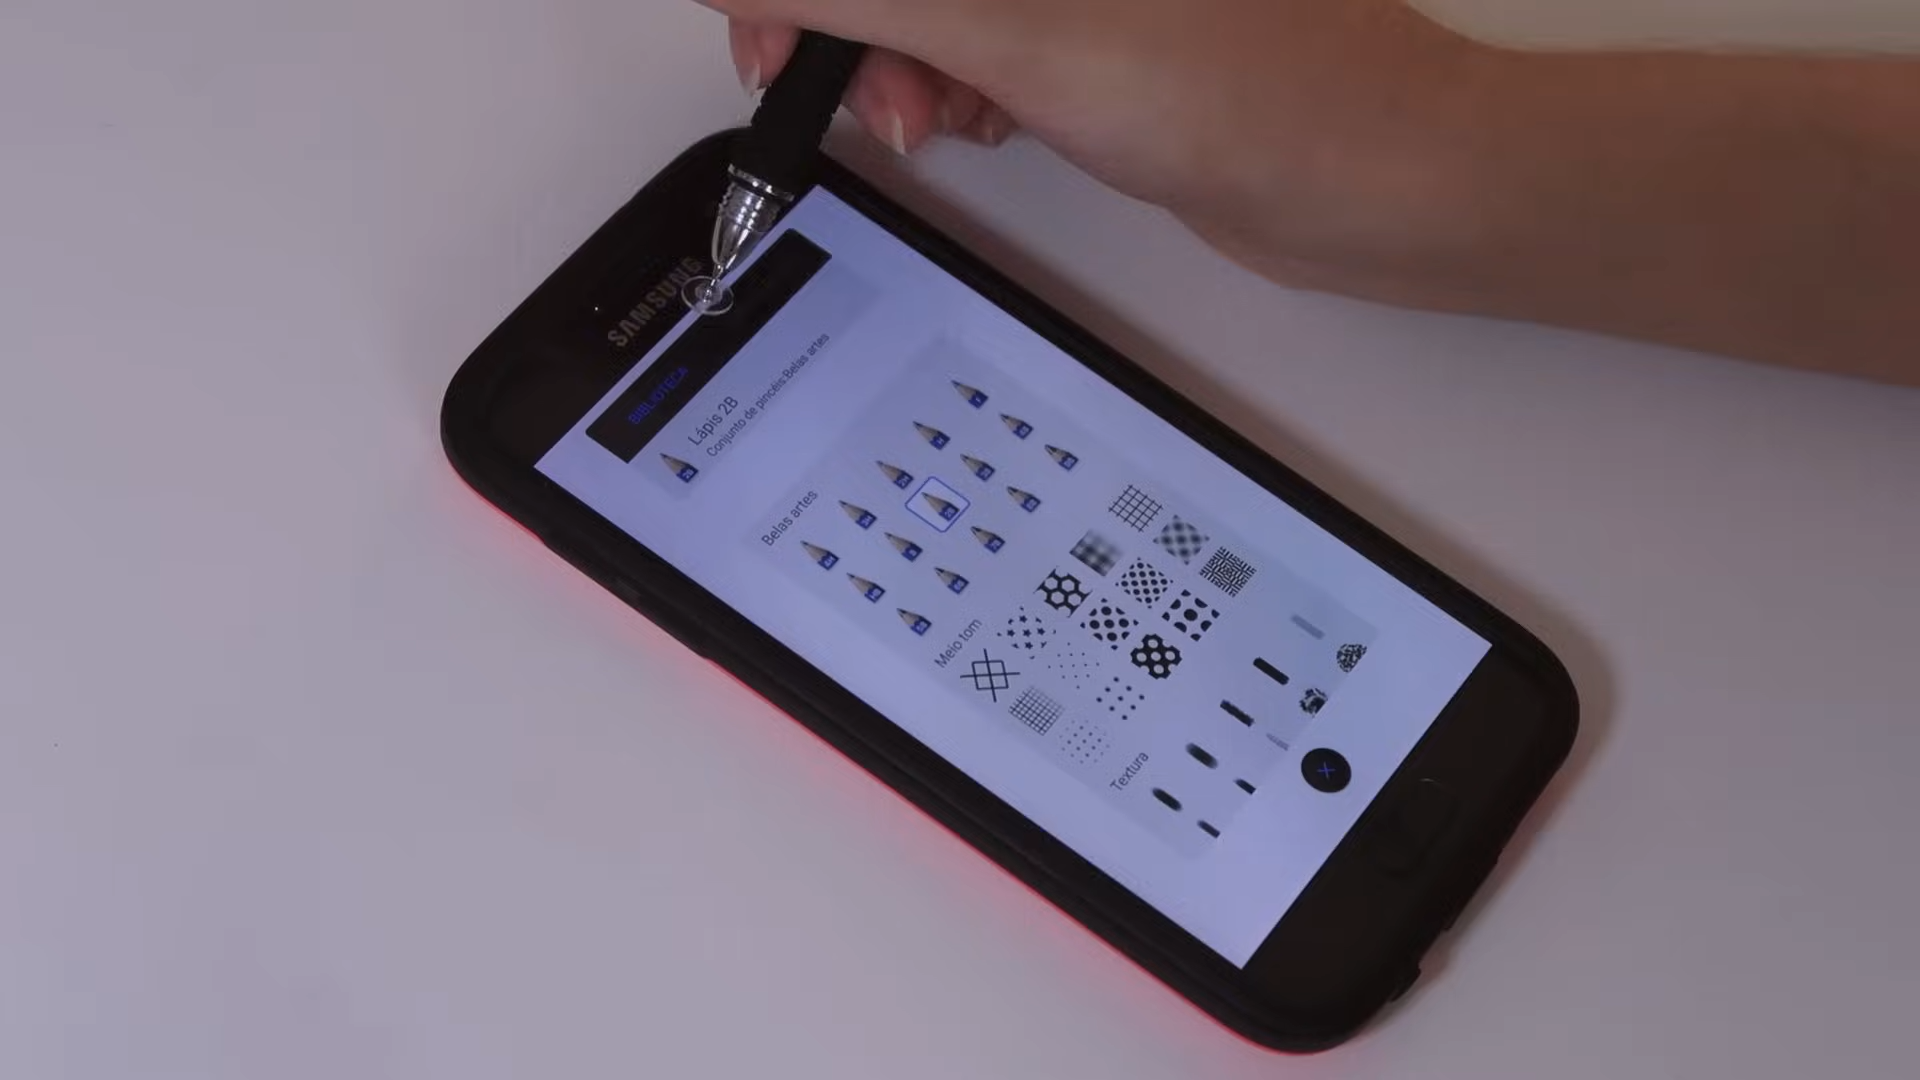 SAMSUNG
BIBLIOTECA
Lápis 2B
Conjunto de pincéis:Belas artes
Belas artes
Meio tom
Textura